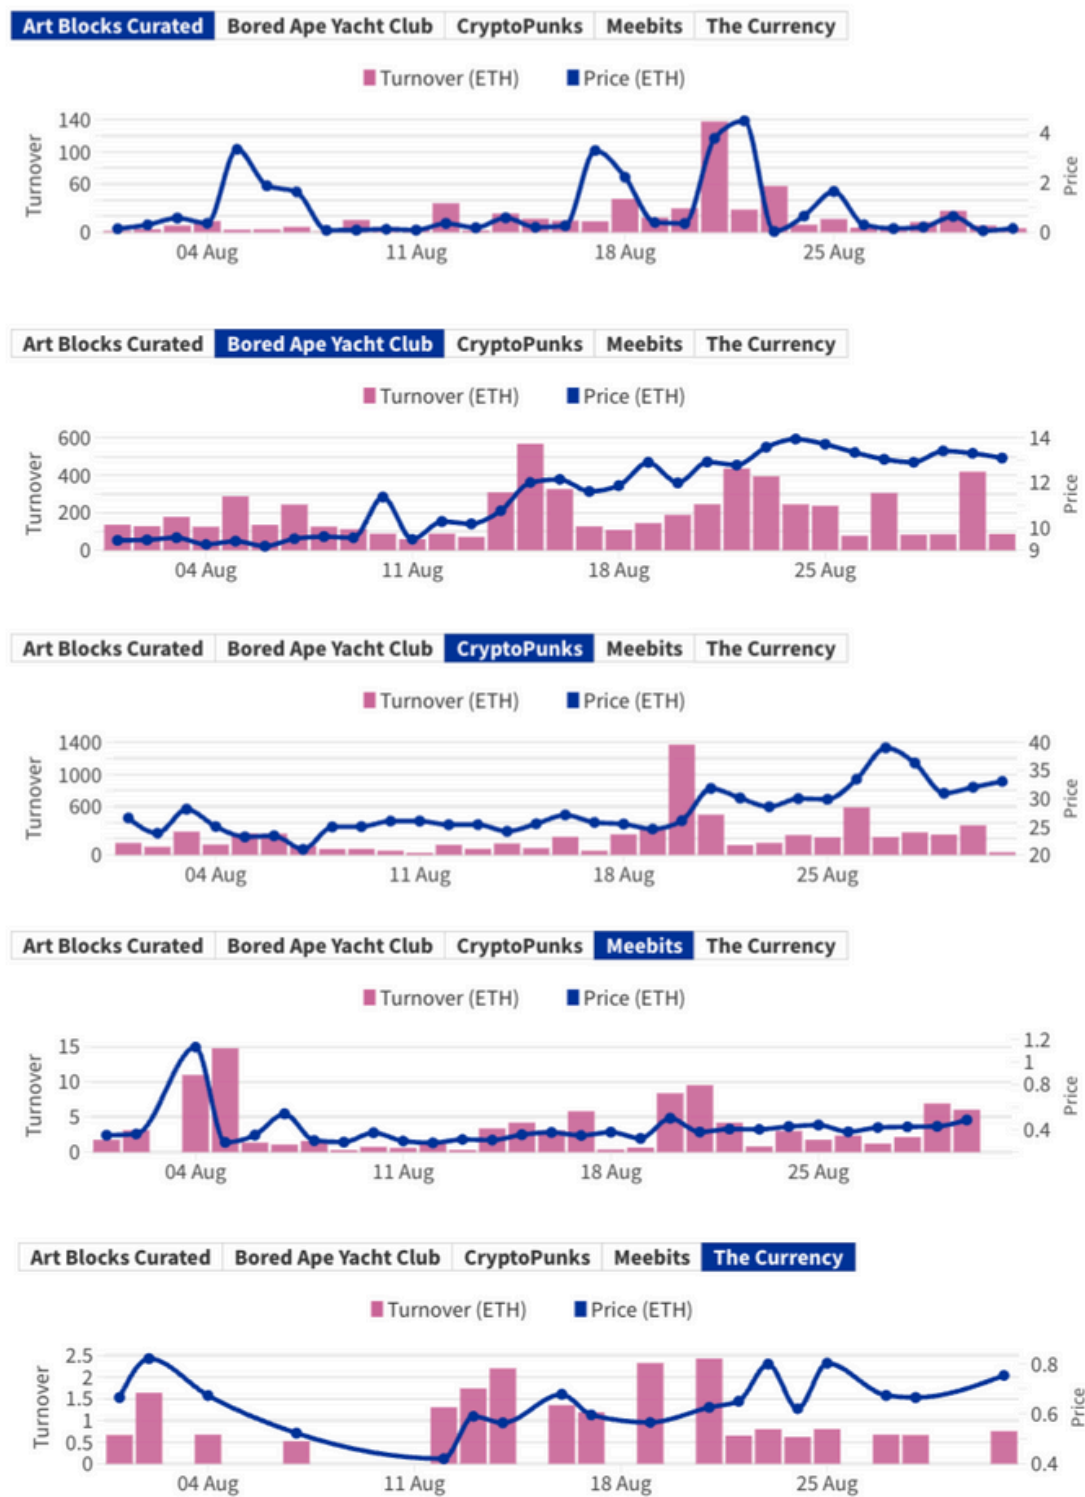 Art Blocks Curated Bored Ape Yacht Club CryptoPunks Meebits The Currency
Turnover (ETH) Price (ETH)
140
100
60
0
Turnover
4
2
0
Price
04 Aug 11 Aug 18 Aug 25 Aug
Art Blocks Curated Bored Ape Yacht Club CryptoPunks Meebits The Currency
Turnover (ETH) Price (ETH)
600
400
200
0
Turnover
14
12
10
9
Price
04 Aug 11 Aug 18 Aug 25 Aug
Art Blocks Curated Bored Ape Yacht Club CryptoPunks Meebits The Currency
Turnover (ETH) Price (ETH)
1400
1000
600
0
Turnover
40
35
30
25
20
Price
04 Aug 11 Aug 18 Aug 25 Aug
Art Blocks Curated Bored Ape Yacht Club CryptoPunks Meebits The Currency
Turnover (ETH) Price (ETH)
15
10
5
0
Turnover
1.2
1
0.8
0.4
Price
04 Aug 11 Aug 18 Aug 25 Aug
Art Blocks Curated Bored Ape Yacht Club CryptoPunks Meebits The Currency
Turnover (ETH) Price (ETH)
2.5
2
1.5
1
0.5
0
Turnover
0.8
0.6
0.4
Price
04 Aug 11 Aug 18 Aug 25 Aug